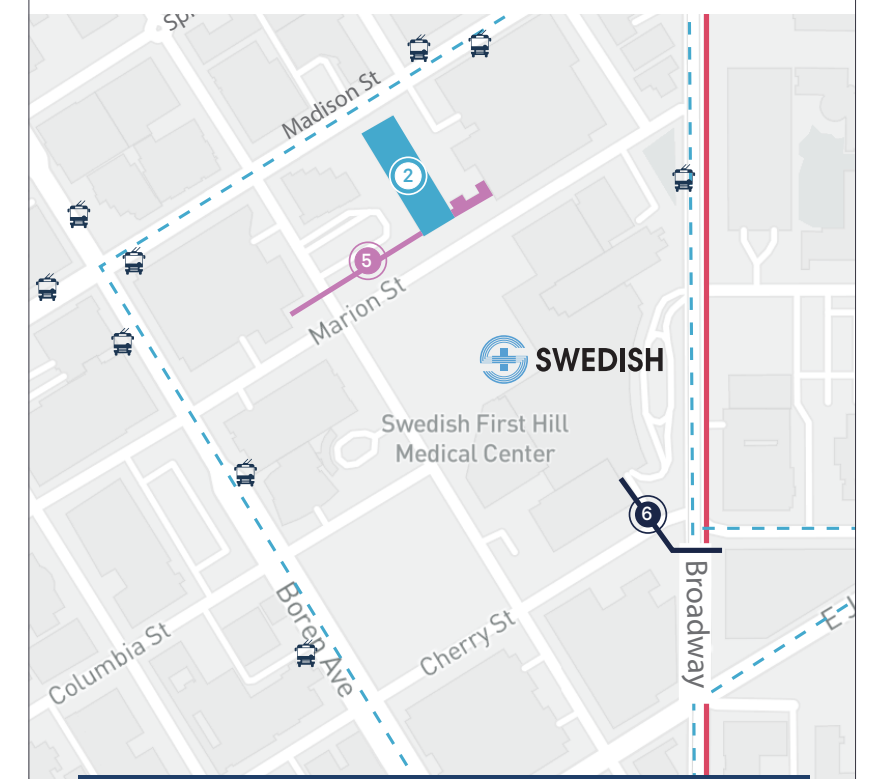 Sp
Madison St
2
5
Marion St
SWEDISH
Swedish First Hill
Medical Center
6
Broadway
Boren Ave
E J
Cherry St
Columbia St